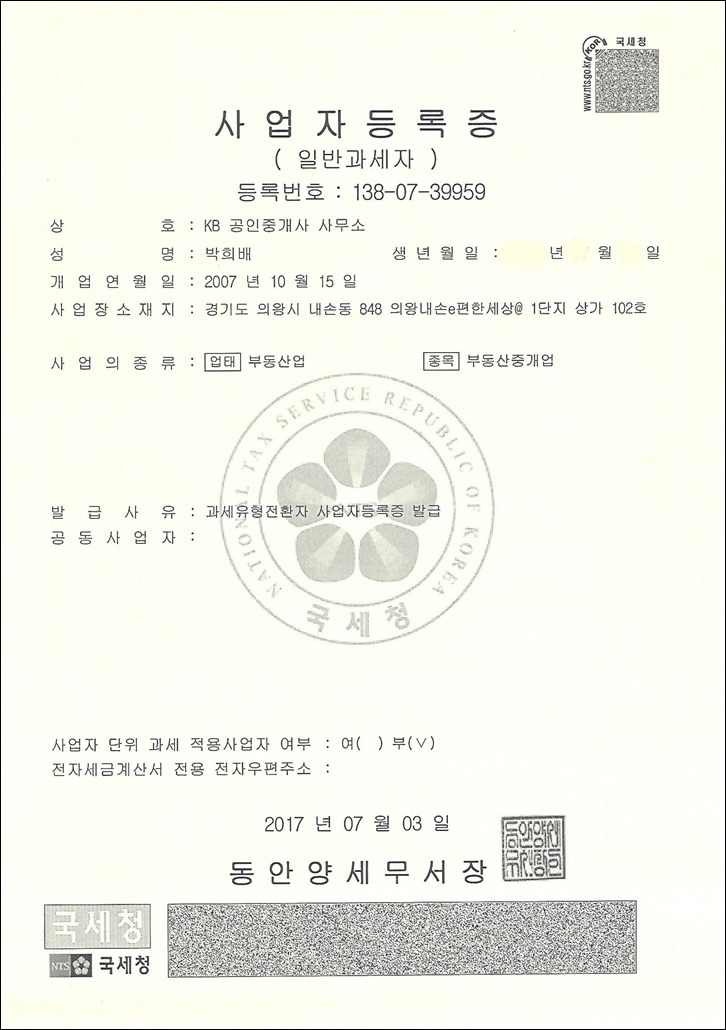 국세청
KOR
www.nts.go.kr
사업자등록증
( 일반과세자 )
등록번호 : 138-07-39959
상 호 : KB 공인중개사 사무소
성 명 : 박희배 생년월일 : 년 월 일
개업연월일 : 2007 년 10 월 15 일
사업장소재지 : 경기도 의왕시 내손동 848 의왕내손e편한세상@ 1단지 상가 102호
사업의종류 : 업태 부동산업 종목 부동산중개업
NATIONAL TAX SERVICE REPUBLIC OF KOREA
발급사유 : 과세유형전환자 사업자등록증 발급
공동사업자 :
국세청
사업자 단위 과세 적용사업자 여부 : 여( ) 부(∨)
전자세금계산서 전용 전자우편주소 :
2017 년 07 월 03 일
동안양세무서장
국세청
NTS 국세청